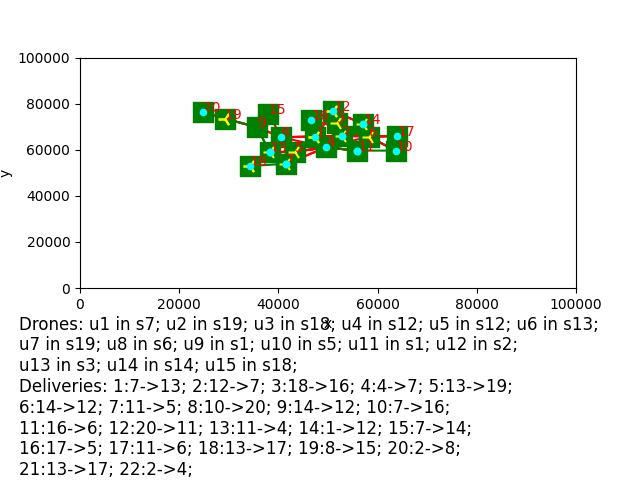 100000
80000
60000
40000
20000
0
y
0 20000 40000 60000 80000 100000
x
Drones: u1 in s7; u2 in s19; u3 in s18; u4 in s12; u5 in s12; u6 in s13;
u7 in s19; u8 in s6; u9 in s1; u10 in s5; u11 in s1; u12 in s2;
u13 in s3; u14 in s14; u15 in s18;
Deliveries: 1:7->13; 2:12->7; 3:18->16; 4:4->7; 5:13->19;
6:14->12; 7:11->5; 8:10->20; 9:14->12; 10:7->16;
11:16->6; 12:20->11; 13:11->4; 14:1->12; 15:7->14;
16:17->5; 17:11->6; 18:13->17; 19:8->15; 20:2->8;
21:13->17; 22:2->4;